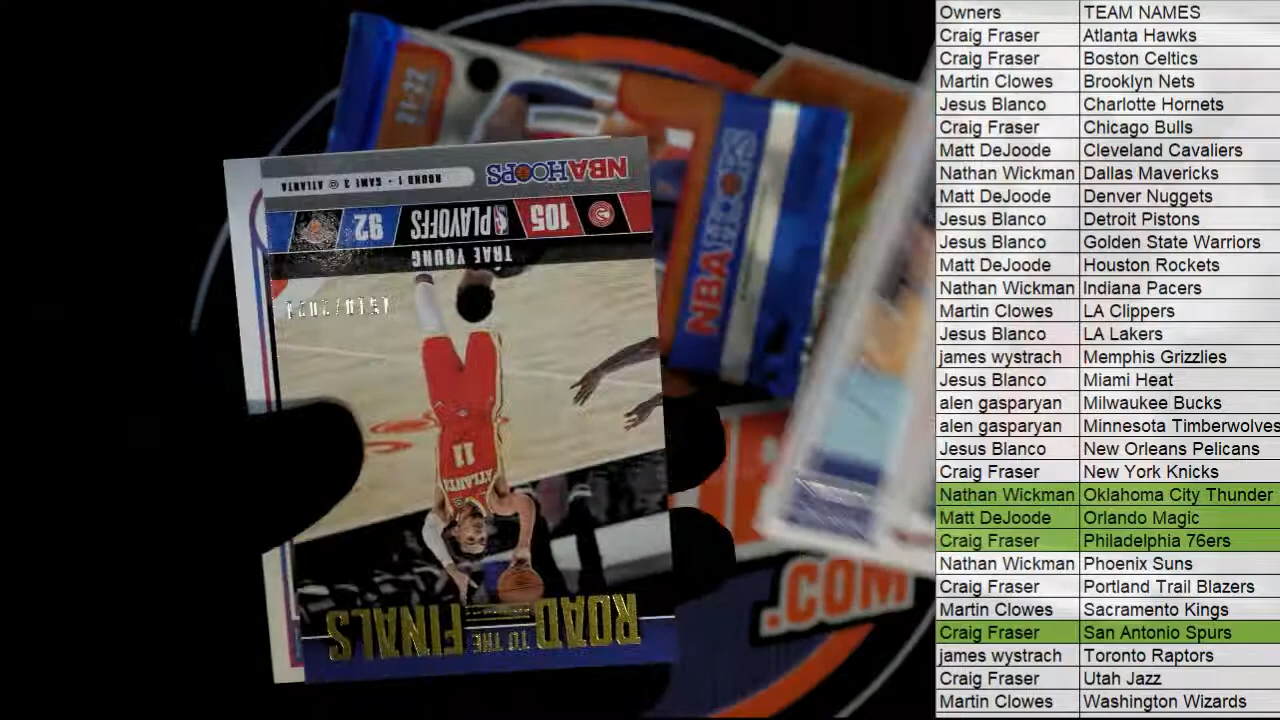 Owners TEAM NAMES
Craig Fraser Atlanta Hawks
Craig Fraser Boston Celtics
Martin Clowes Brooklyn Nets
Jesus Blanco Charlotte Hornets
Craig Fraser Chicago Bulls
Matt DeJoode Cleveland Cavaliers
Nathan Wickman Dallas Mavericks
Matt DeJoode Denver Nuggets
Jesus Blanco Detroit Pistons
Jesus Blanco Golden State Warriors
Matt DeJoode Houston Rockets
Nathan Wickman Indiana Pacers
Martin Clowes LA Clippers
Jesus Blanco LA Lakers
james wystrach Memphis Grizzlies
Jesus Blanco Miami Heat
alen gasparyan Milwaukee Bucks
alen gasparyan Minnesota Timberwolves
Jesus Blanco New Orleans Pelicans
Craig Fraser New York Knicks
Nathan Wickman Oklahoma City Thunder
Matt DeJoode Orlando Magic
Craig Fraser Philadelphia 76ers
Nathan Wickman Phoenix Suns
Craig Fraser Portland Trail Blazers
Martin Clowes Sacramento Kings
Craig Fraser San Antonio Spurs
james wystrach Toronto Raptors
Craig Fraser Utah Jazz
Martin Clowes Washington Wizards
21-22
NBA HOOPS
.COM
ROAD TO THE FINALS
ATLANTA
11
TRAE YOUNG
105 PLAYOFFS 92
NBA HOOPS
ROUND 1 • GAME 3 @ ATLANTA